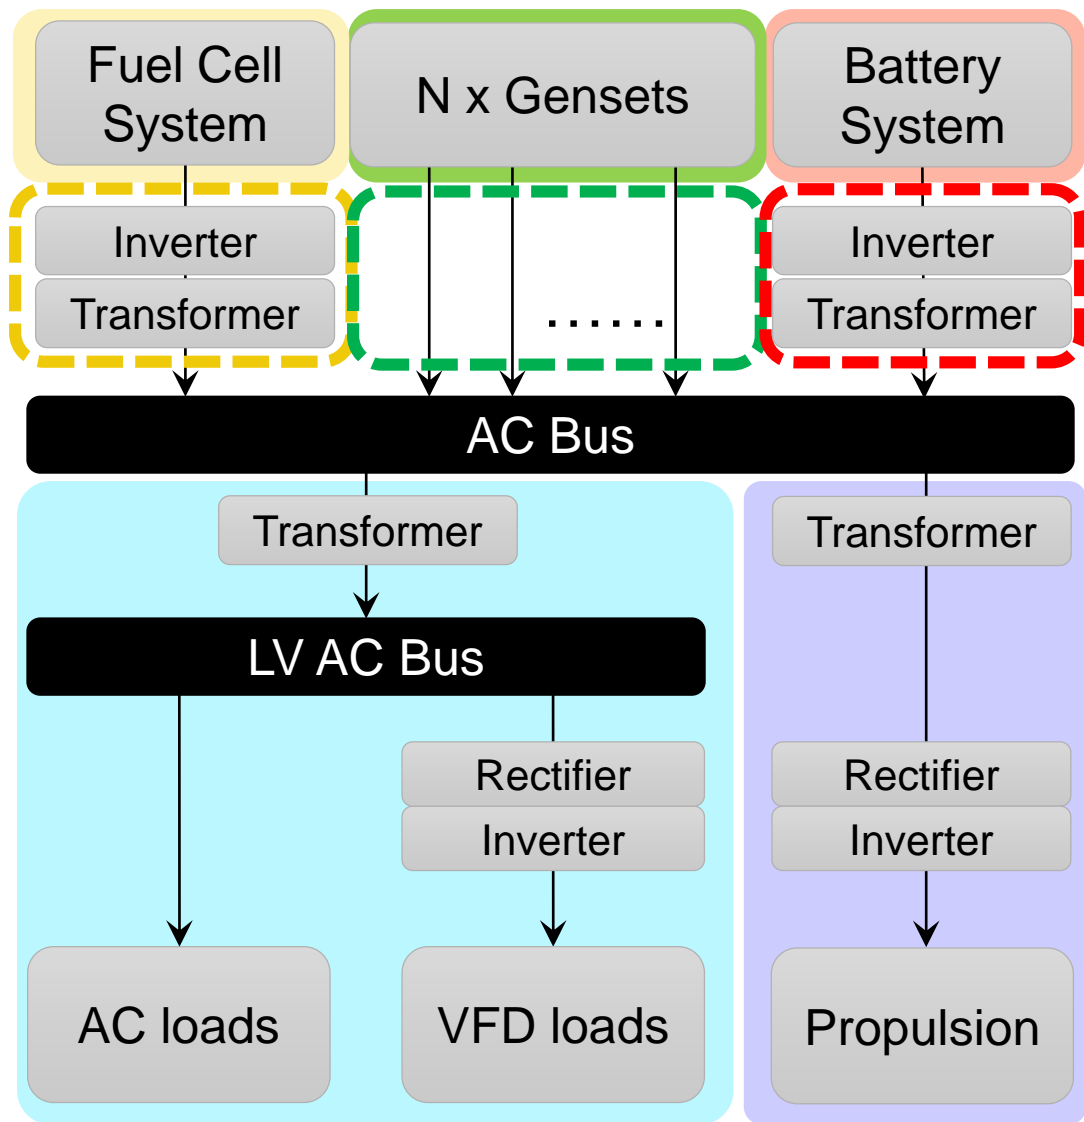 Fuel Cell
System
N x Gensets
Battery
System
Inverter
Transformer
......
Inverter
Transformer
AC Bus
Transformer
Transformer
LV AC Bus
Rectifier
Inverter
Rectifier
Inverter
AC loads
VFD loads
Propulsion